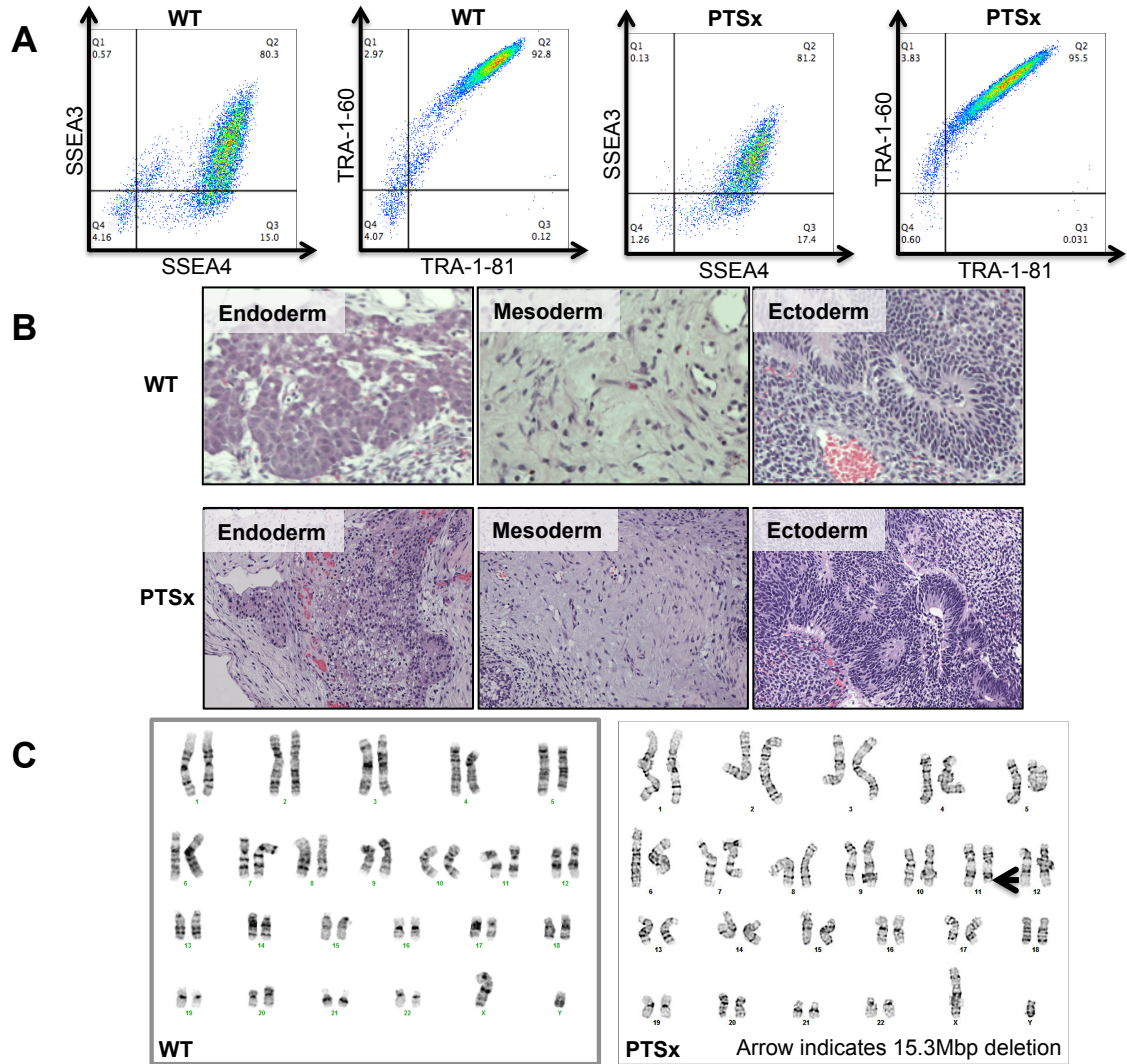 A
WT
WT
PTSx
PTSx
Q1
0.57
Q2
80.3
Q4
4.16
Q3
15.0
SSEA3
SSEA4
Q1
2.97
Q2
92.8
Q4
4.07
Q3
0.12
TRA-1-60
TRA-1-81
Q1
0.13
Q2
81.2
Q4
1.26
Q3
17.4
SSEA3
SSEA4
Q1
3.83
Q2
95.5
Q4
0.60
Q3
0.031
TRA-1-60
TRA-1-81
B
WT
Endoderm
Mesoderm
Ectoderm
PTSx
Endoderm
Mesoderm
Ectoderm
C
1 2 3 4 5
6 7 8 9 10 11 12
13 14 15 16 17 18
19 20 21 22 X Y
WT
1 2 3 4 5
6 7 8 9 10 11 12
13 14 15 16 17 18
19 20 21 22 X Y
PTSx
Arrow indicates 15.3Mbp deletion